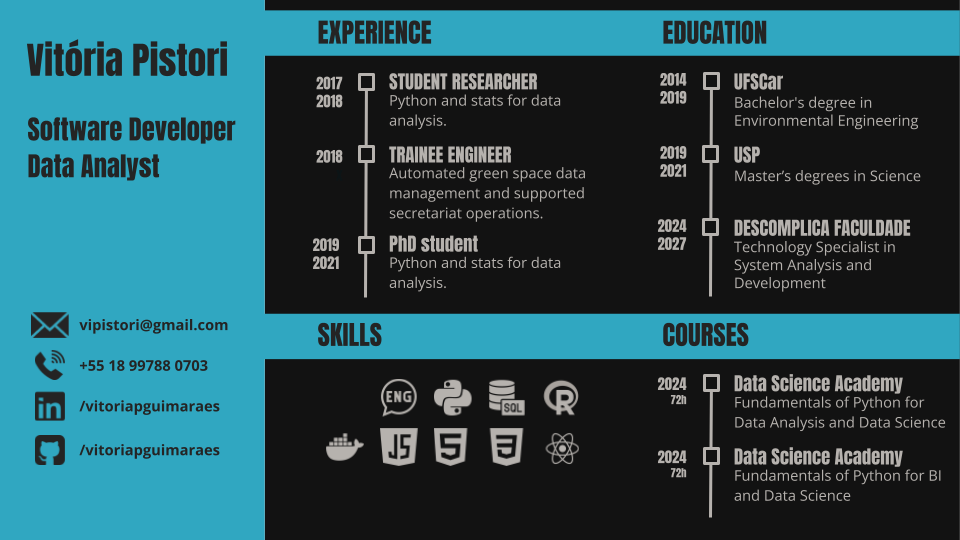 Vitória Pistori
Software Developer
Data Analyst
vipistori@gmail.com
+55 18 99788 0703
/vitoriapguimaraes
/vitoriapguimaraes
EXPERIENCE
2017
2018
STUDENT RESEARCHER
Python and stats for data
analysis.
2018
TRAINEE ENGINEER
Automated green space data
management and supported
secretariat operations.
2019
2021
PhD student
Python and stats for data
analysis.
EDUCATION
2014
2019
UFSCar
Bachelor's degree in
Environmental Engineering
2019
2021
USP
Master's degrees in Science
2024
2027
DESCOMPLICA FACULDADE
Technology Specialist in
System Analysis and
Development
SKILLS
ENG
SQL
R
JS
5
3
COURSES
2024
72h
Data Science Academy
Fundamentals of Python for
Data Analysis and Data Science
2024
72h
Data Science Academy
Fundamentals of Python for BI
and Data Science
in